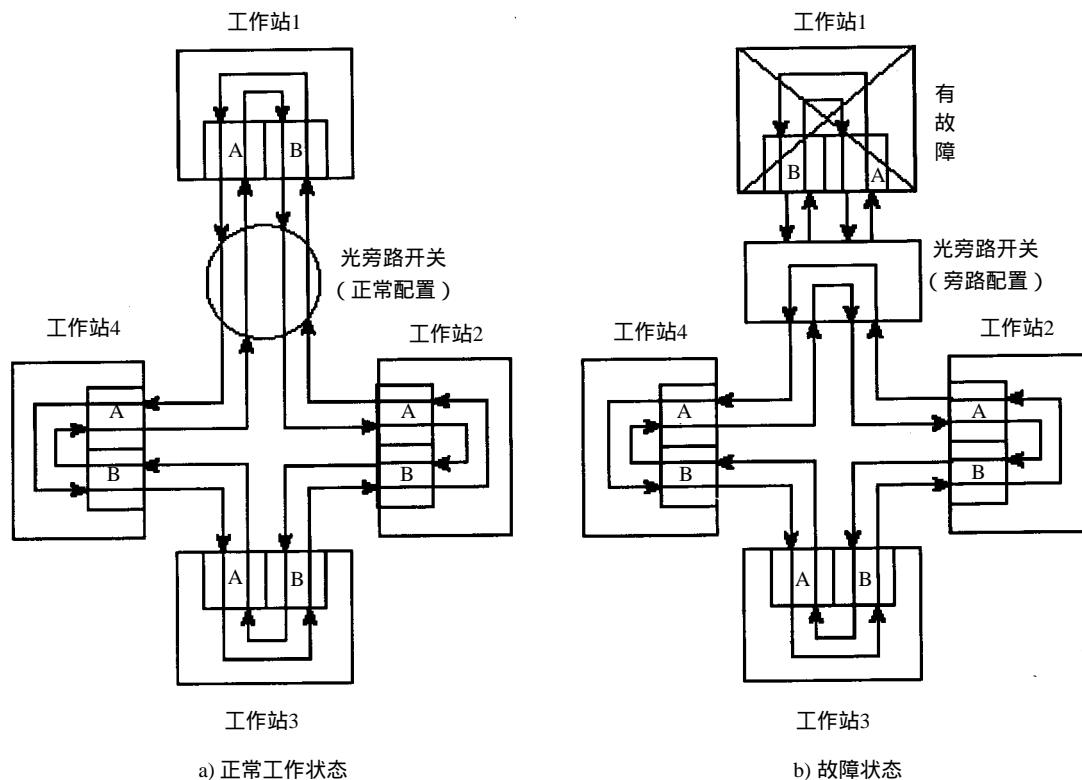 工作站1
A
B
光旁路开关
（正常配置）
工作站4
工作站2
A
B
A
B
A
B
工作站3
a) 正常工作状态
工作站1
有
故
障
B
A
光旁路开关
（旁路配置）
工作站4
工作站2
A
B
A
B
A
B
工作站3
b) 故障状态